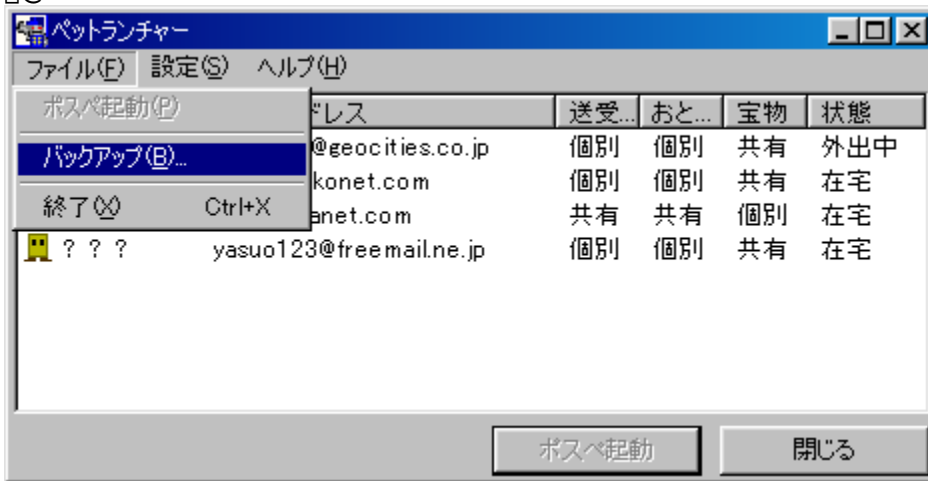 ペットランチャー
ファイル(F) 設定(S) ヘルプ(H)
ポスペ起動(P)
バックアップ(B)...
終了(X) Ctrl+X
ドレス 送受... おと... 宝物 状態
@geocities.co.jp 個別 個別 共有 外出中
konet.com 個別 個別 共有 在宅
anet.com 共有 共有 個別 在宅
??? yasuo123@freemail.ne.jp 個別 個別 共有 在宅
ポスペ起動 閉じる